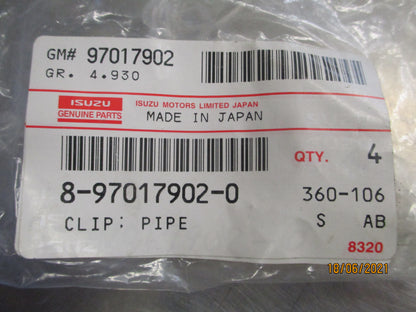 GM# 97017902
GR. 4.930
ISUZU
GENUINE PARTS
ISUZU MOTORS LIMITED JAPAN
MADE IN JAPAN
QTY. 4
8-97017902-0 360-106
CLIP; PIPE S AB
8320
10/06/2021